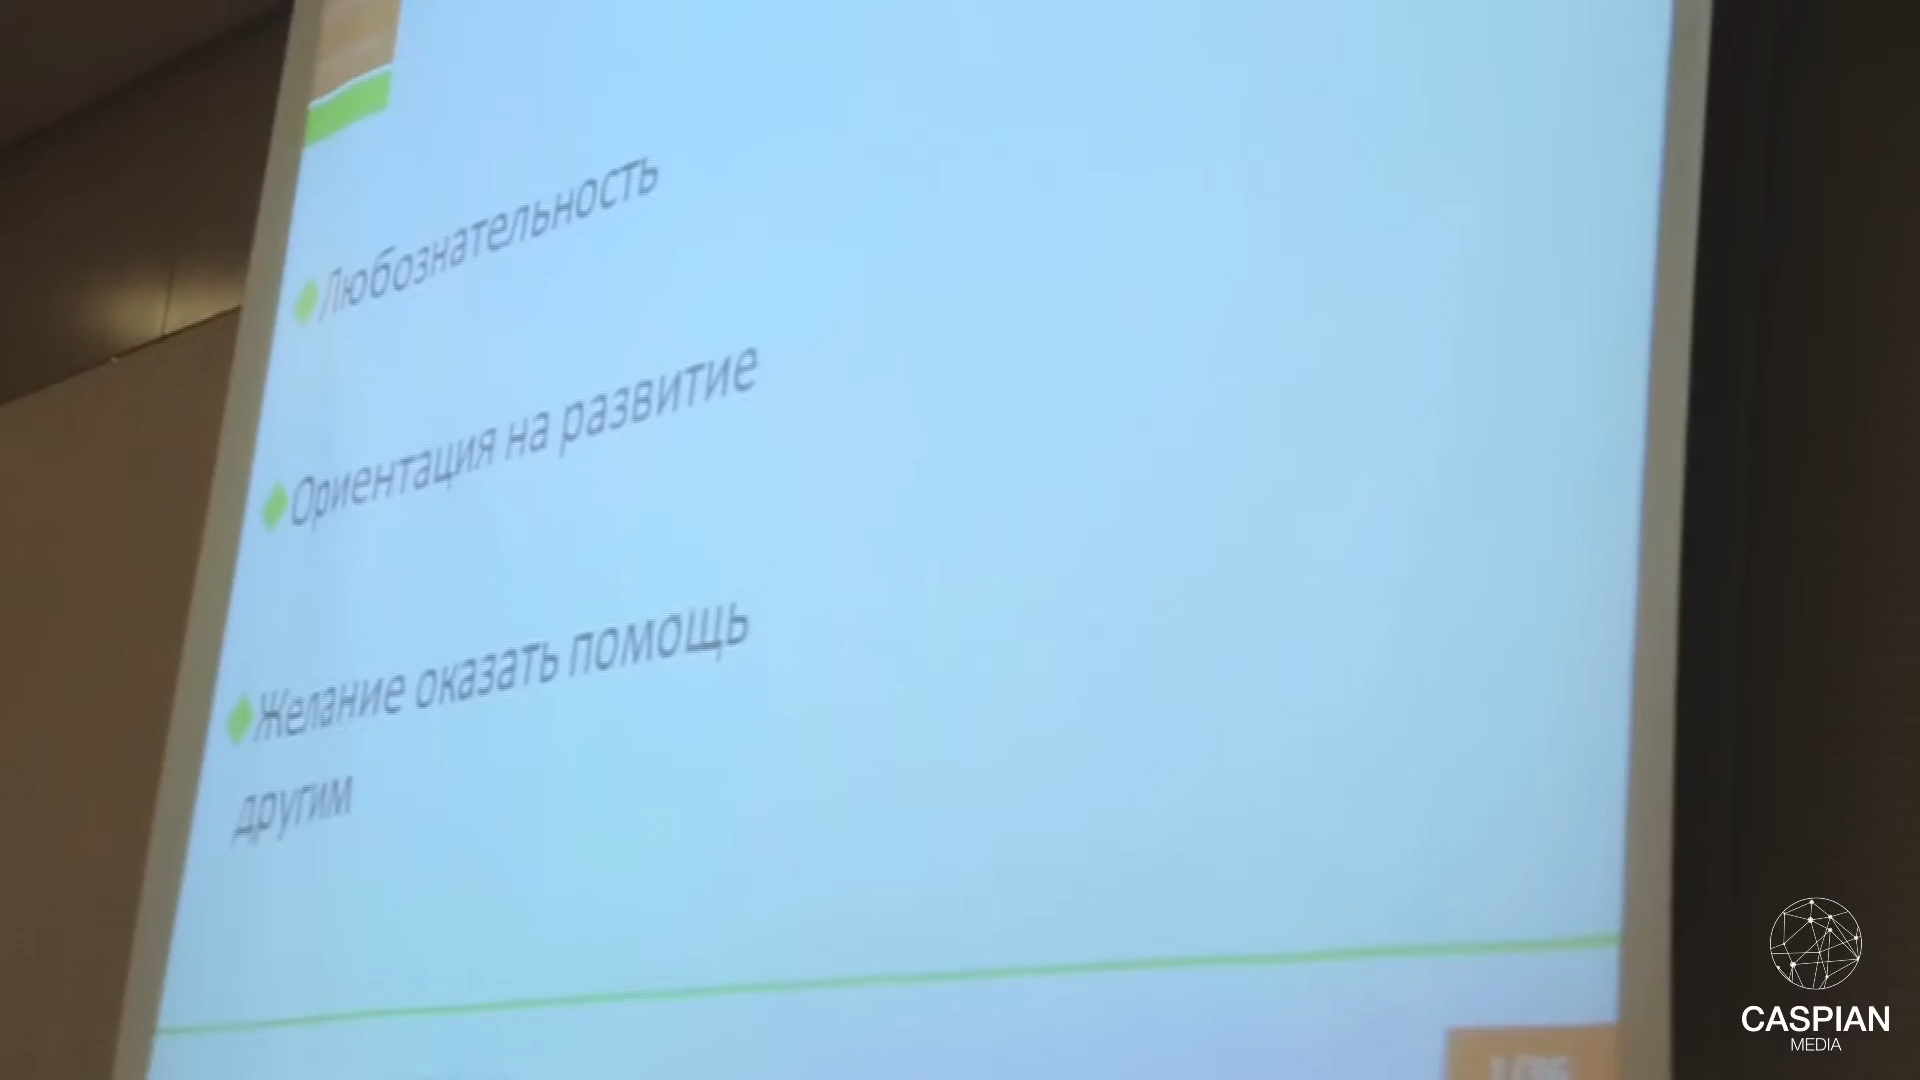 Любознательность
Ориентация на развитие
Желание оказать помощь
другим
CASPIAN
MEDIA